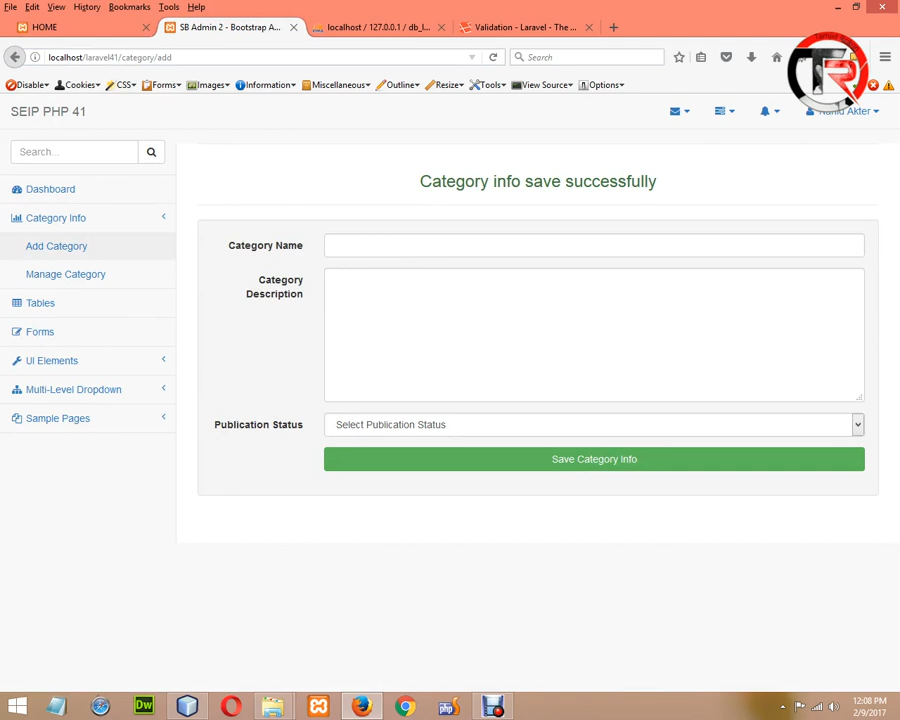 File Edit View History Bookmarks Tools Help
HOME
SB Admin 2 - Bootstrap A...
localhost / 127.0.0.1 / db_l...
Validation - Laravel - The ...
localhost/laravel41/category/add
Search
Disable Cookies CSS Forms Images Information Miscellaneous Outline Resize Tools View Source Options
SEIP PHP 41
Akter
Search...
Dashboard
Category Info
Add Category
Manage Category
Tables
Forms
UI Elements
Multi-Level Dropdown
Sample Pages
Category info save successfully
Category Name
Category
Description
Publication Status
Select Publication Status
Save Category Info
12:08 PM
2/9/2017